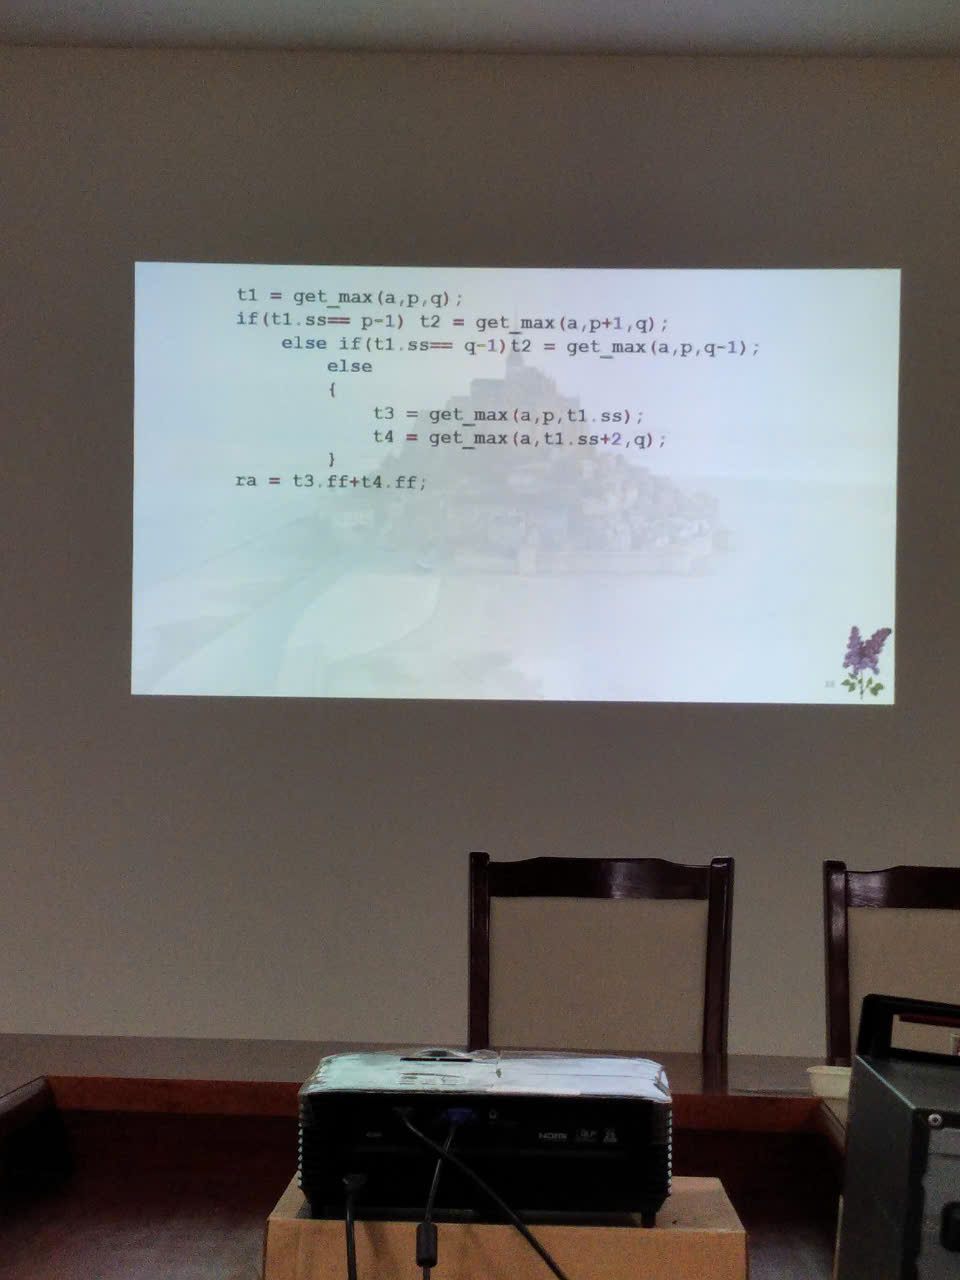 t1 = get_max(a,p,q);
if(t1.ss== p-1) t2 = get_max(a,p+1,q);
else if(t1.ss== q-1)t2 = get_max(a,p,q-1);
else
{
t3 = get_max(a,p,t1.ss);
t4 = get_max(a,t1.ss+2,q);
}
ra = t3.ff+t4.ff;
HDMI